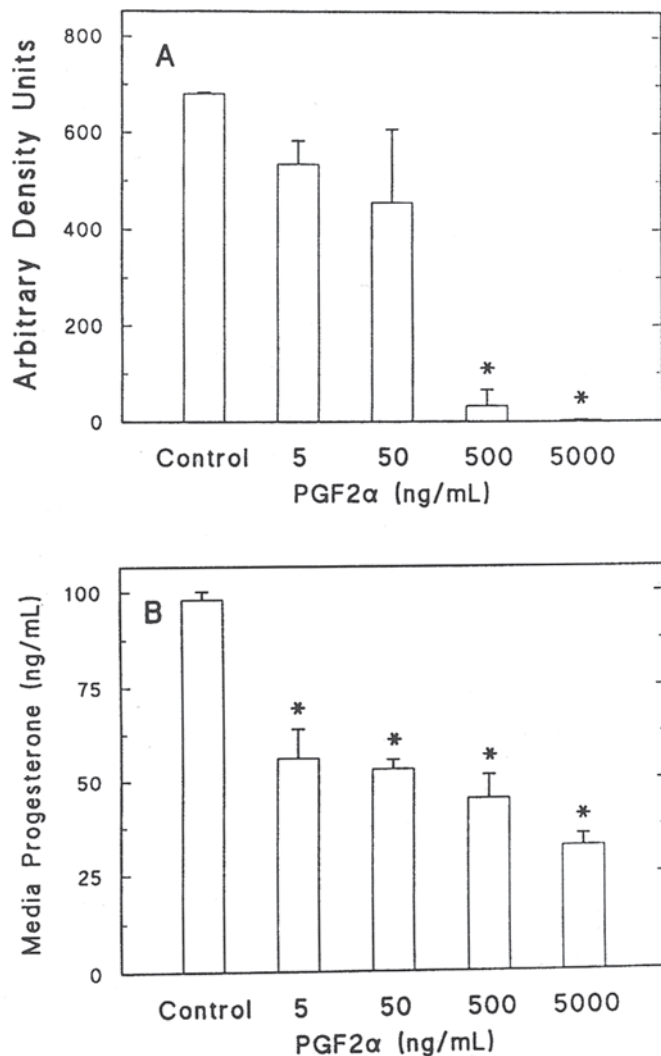 A
Arbitrary Density Units
800
600
400
200
0
*
*
Control 5 50 500 5000
PGF2α (ng/mL)
B
Media Progesterone (ng/mL)
100
75
50
25
0
*
*
*
*
Control 5 50 500 5000
PGF2α (ng/mL)